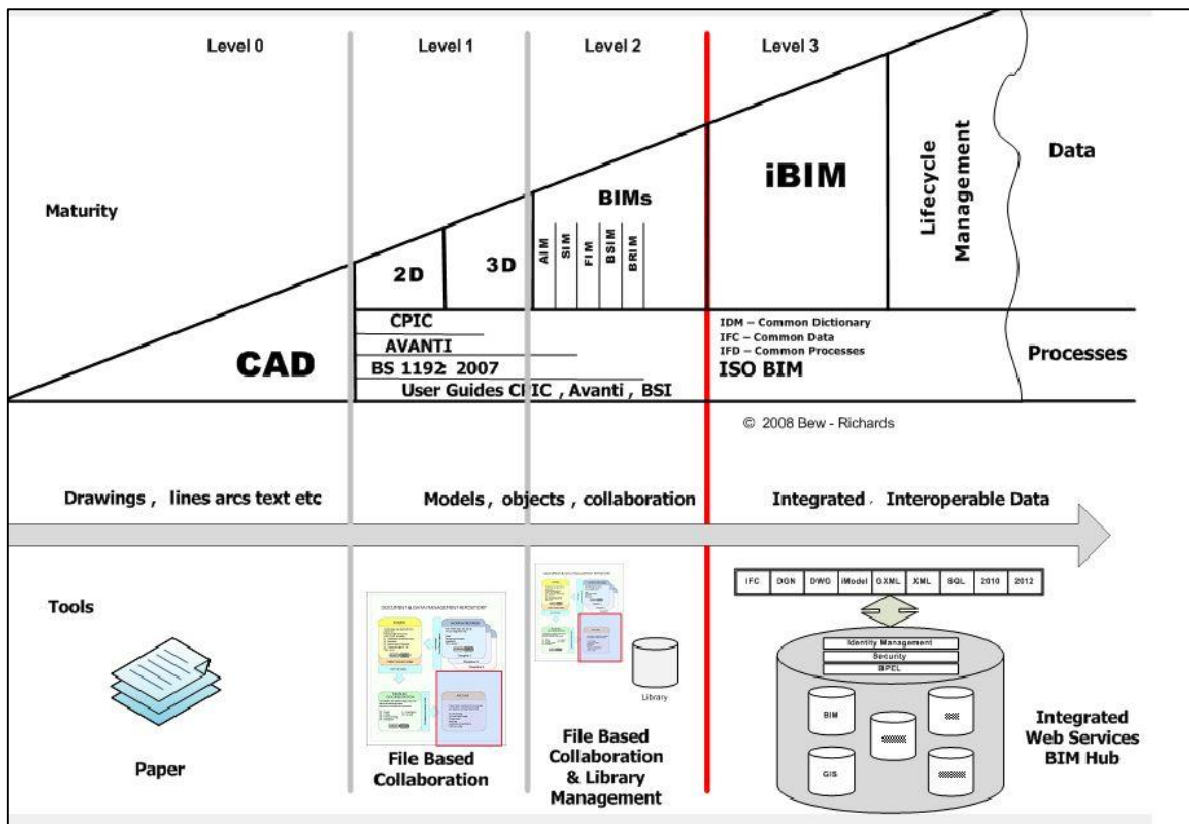 Level 0
Level 1
Level 2
Level 3
Maturity
CAD
2D
3D
BIMs
AIM
SIM
FIM
BSIM
BRIM
iBIM
Lifecycle
Management
Data
CPIC
AVANTI
BS 1192: 2007
User Guides CPIC , Avanti , BSI
IDM – Common Dictionary
IFC – Common Data
IFD – Common Processes
ISO BIM
Processes
© 2008 Bew - Richards
Drawings , lines arcs text etc
Models , objects , collaboration
Integrated , Interoperable Data
Tools
Paper
File Based
Collaboration
Library
File Based
Collaboration
& Library
Management
IFC
DGN
DWG
iModel
GXML
XML
SQL
2010
2012
Identity Management
Security
BIM
GIS
Integrated
Web Services
BIM Hub